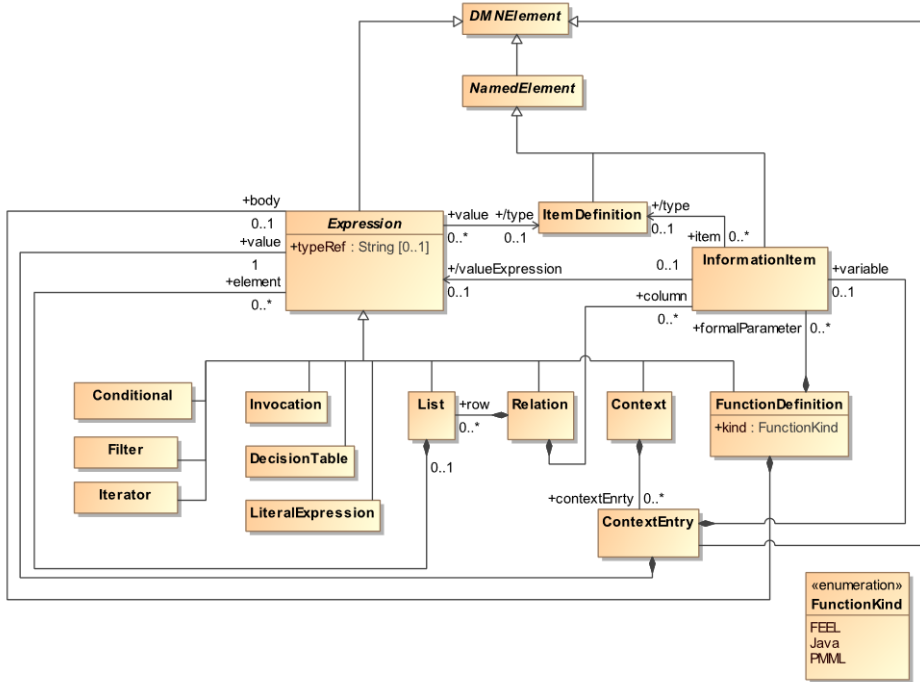 DMNElement
NamedElement
+body
0..1
+value
1
+element
0..*
Expression
+typeRef : String [0..1]
+value
0..*
+/type
0..1
ItemDefinition
+/type
0..1
+item
0..*
InformationItem
+/valueExpression
0..1
0..1
+variable
0..1
+column
0..*
+formalParameter
0..*
Conditional
Filter
Iterator
Invocation
DecisionTable
LiteralExpression
List
0..1
+row
0..*
Relation
Context
+contextEnrty
0..*
FunctionDefinition
+kind : FunctionKind
ContextEntry
«enumeration»
FunctionKind
FEEL
Java
PMML